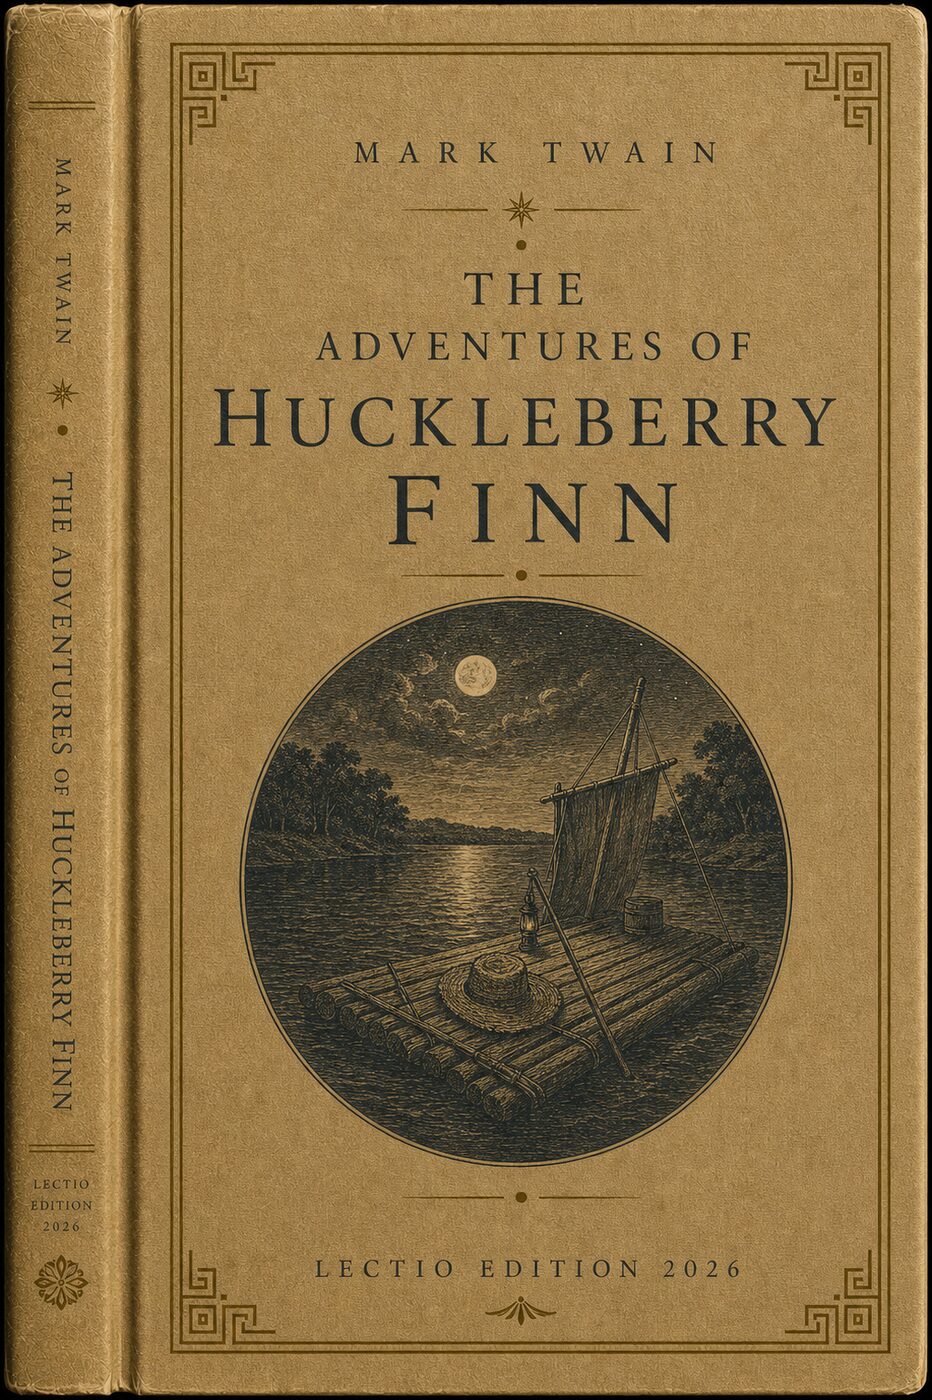 MARK TWAIN
THE
ADVENTURES OF
HUCKLEBERRY
FINN
LECTIO EDITION 2026
MARK TWAIN
THE ADVENTURES OF HUCKLEBERRY FINN
LECTIO
EDITION
2026